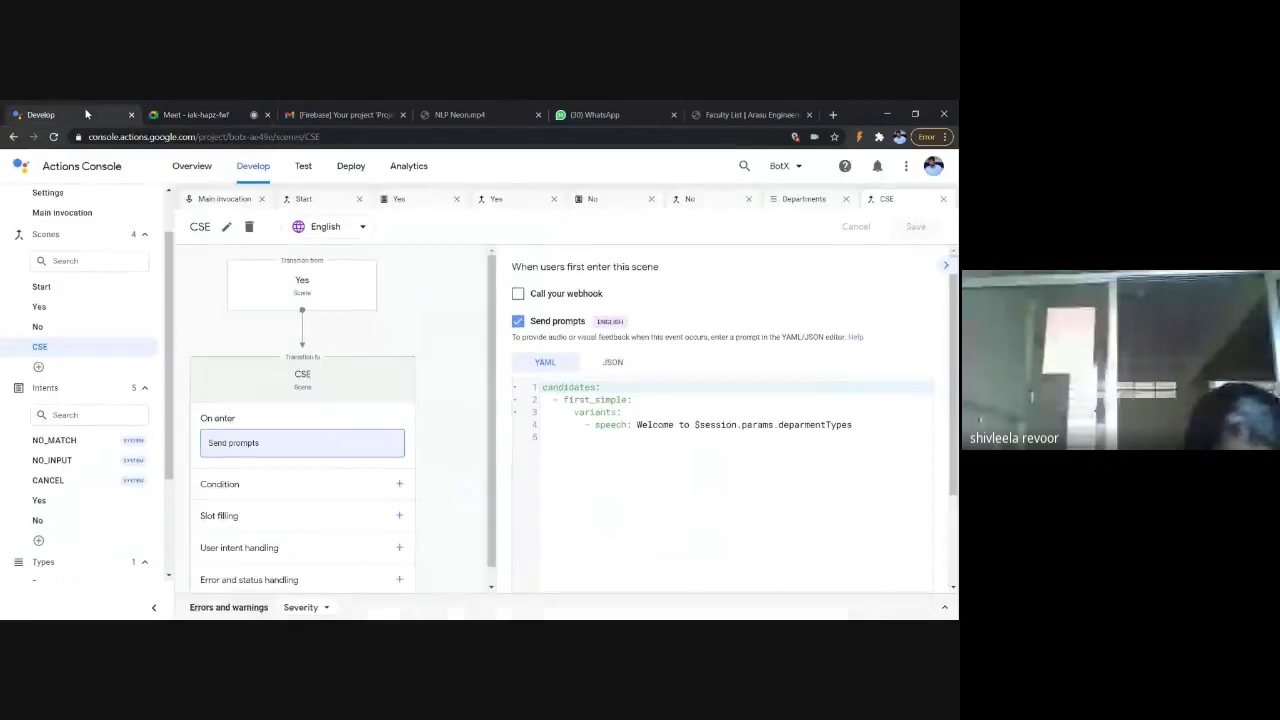 Develop
Meet - iak-hapz-fwf
[Firebase] Your project 'Proje
NLP Neon.mp4
(30) WhatsApp
Faculty List | Arasu Engineeri
console.actions.google.com/project/botx-ae49e/scenes/CSE
Error
Actions Console
Overview
Develop
Test
Deploy
Analytics
BotX
Settings
Main invocation
Scenes
4
Search
Start
Yes
No
CSE
Intents
5
Search
NO_MATCH
SYSTEM
NO_INPUT
SYSTEM
CANCEL
SYSTEM
Yes
No
Types
1
Main invocation
Start
Yes
Yes
No
No
Departments
CSE
CSE
English
Cancel
Save
Transition from
Yes
Scene
Transition to
CSE
Scene
On enter
Send prompts
Condition
Slot filling
User intent handling
Error and status handling
When users first enter this scene
Call your webhook
Send prompts
ENGLISH
To provide audio or visual feedback when this event occurs, enter a prompt in the YAML/JSON editor. Help
YAML
JSON
1 candidates:
2 - first_simple:
3 variants:
4 - speech: Welcome to $session.params.deparmentTypes
5
Errors and warnings
Severity
shivleela revoor